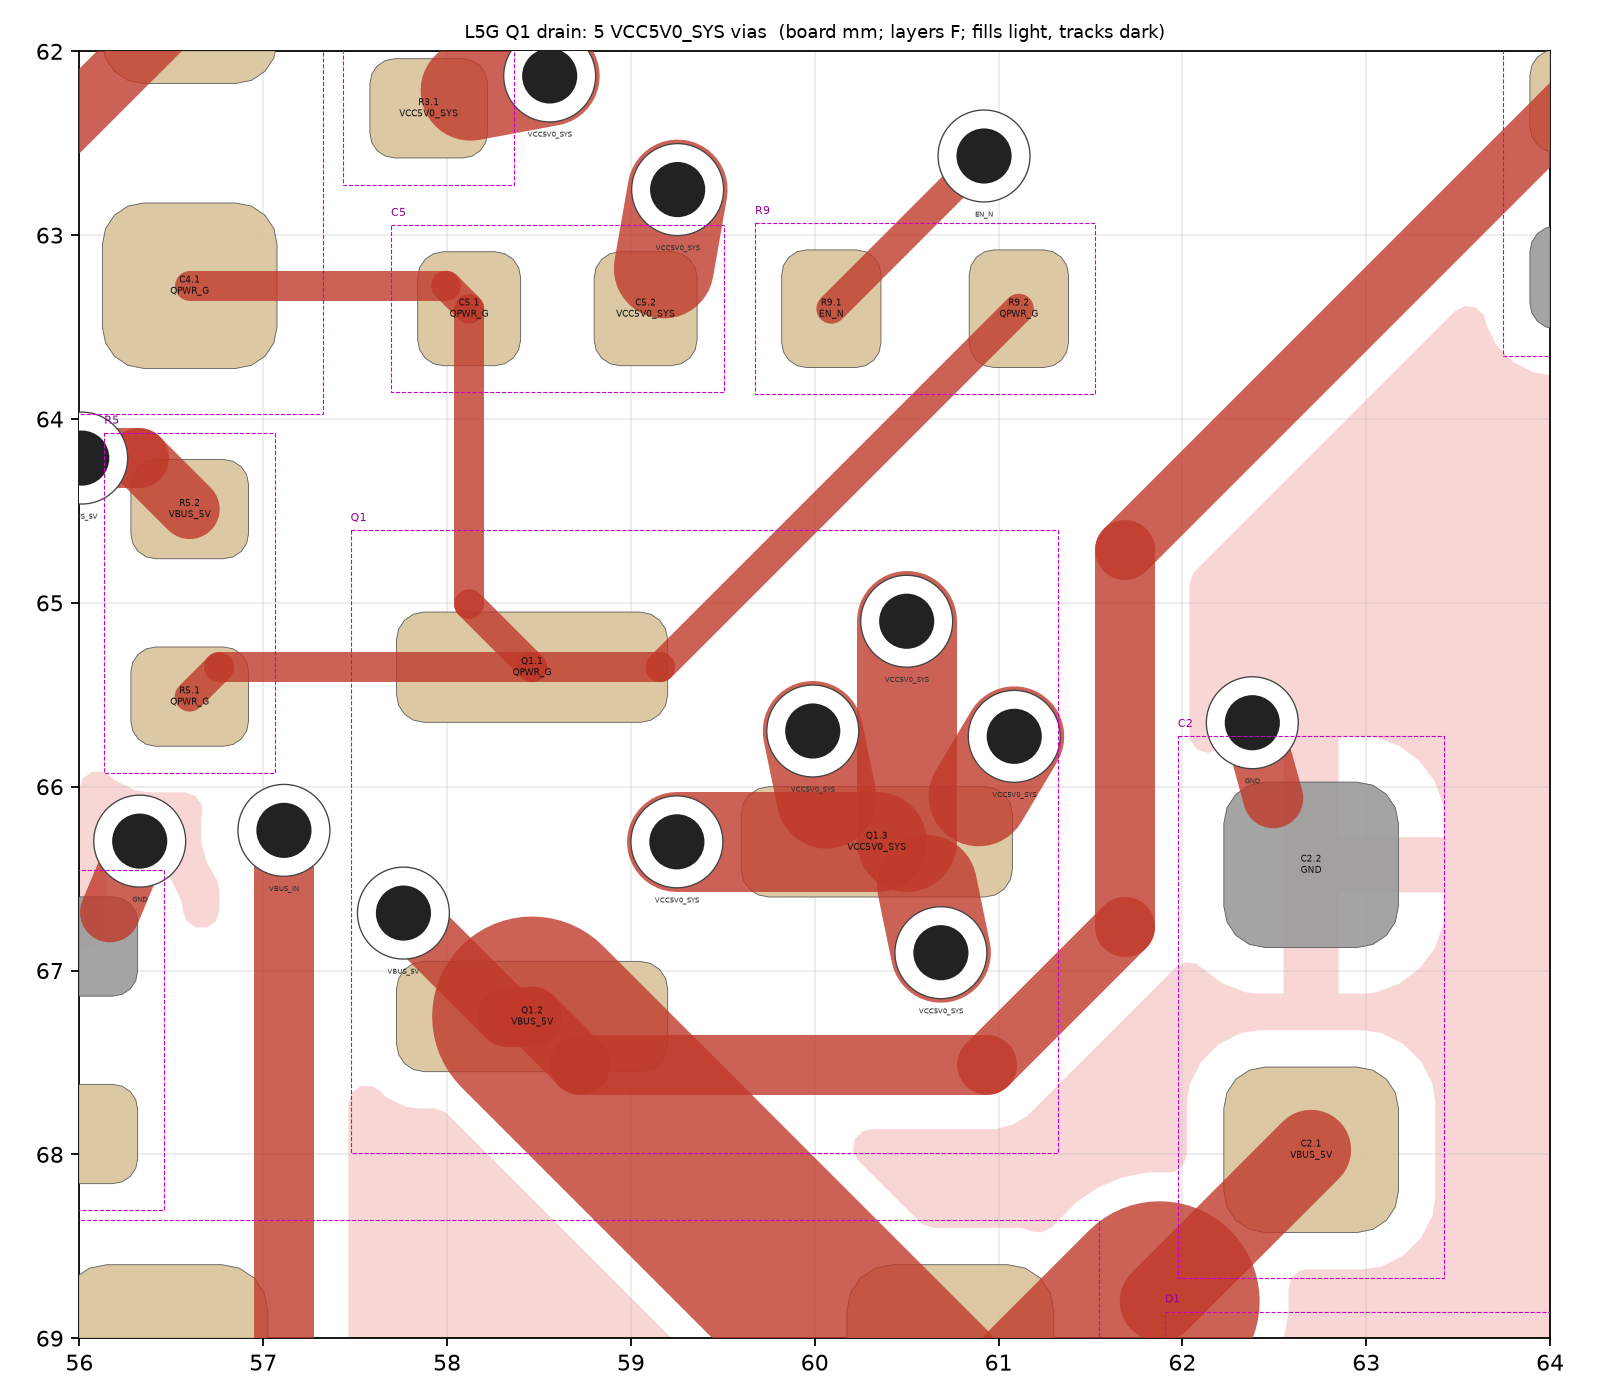 L5G Q1 drain: 5 VCC5V0_SYS vias (board mm; layers F; fills light, tracks dark)
62
R3.1
VCC5V0_SYS
VCC5V0_SYS
C5
R9
EN_N
63
VCC5V0_SYS
C4.1
QPWR_G
C5.1
QPWR_G
C5.2
VCC5V0_SYS
R9.1
EN_N
R9.2
QPWR_G
64
R5
R5.2
VBUS_5V
S_5V
Q1
65
Q1.1
QPWR_G
VCC5V0_SYS
R5.1
QPWR_G
C2
66
VCC5V0_SYS
VCC5V0_SYS
GND
Q1.3
VCC5V0_SYS
C2.2
GND
GND
VBUS_IN
VCC5V0_SYS
67
VBUS_5V
Q1.2
VBUS_5V
VCC5V0_SYS
68
C2.1
VBUS_5V
D1
69
56
57
58
59
60
61
62
63
64